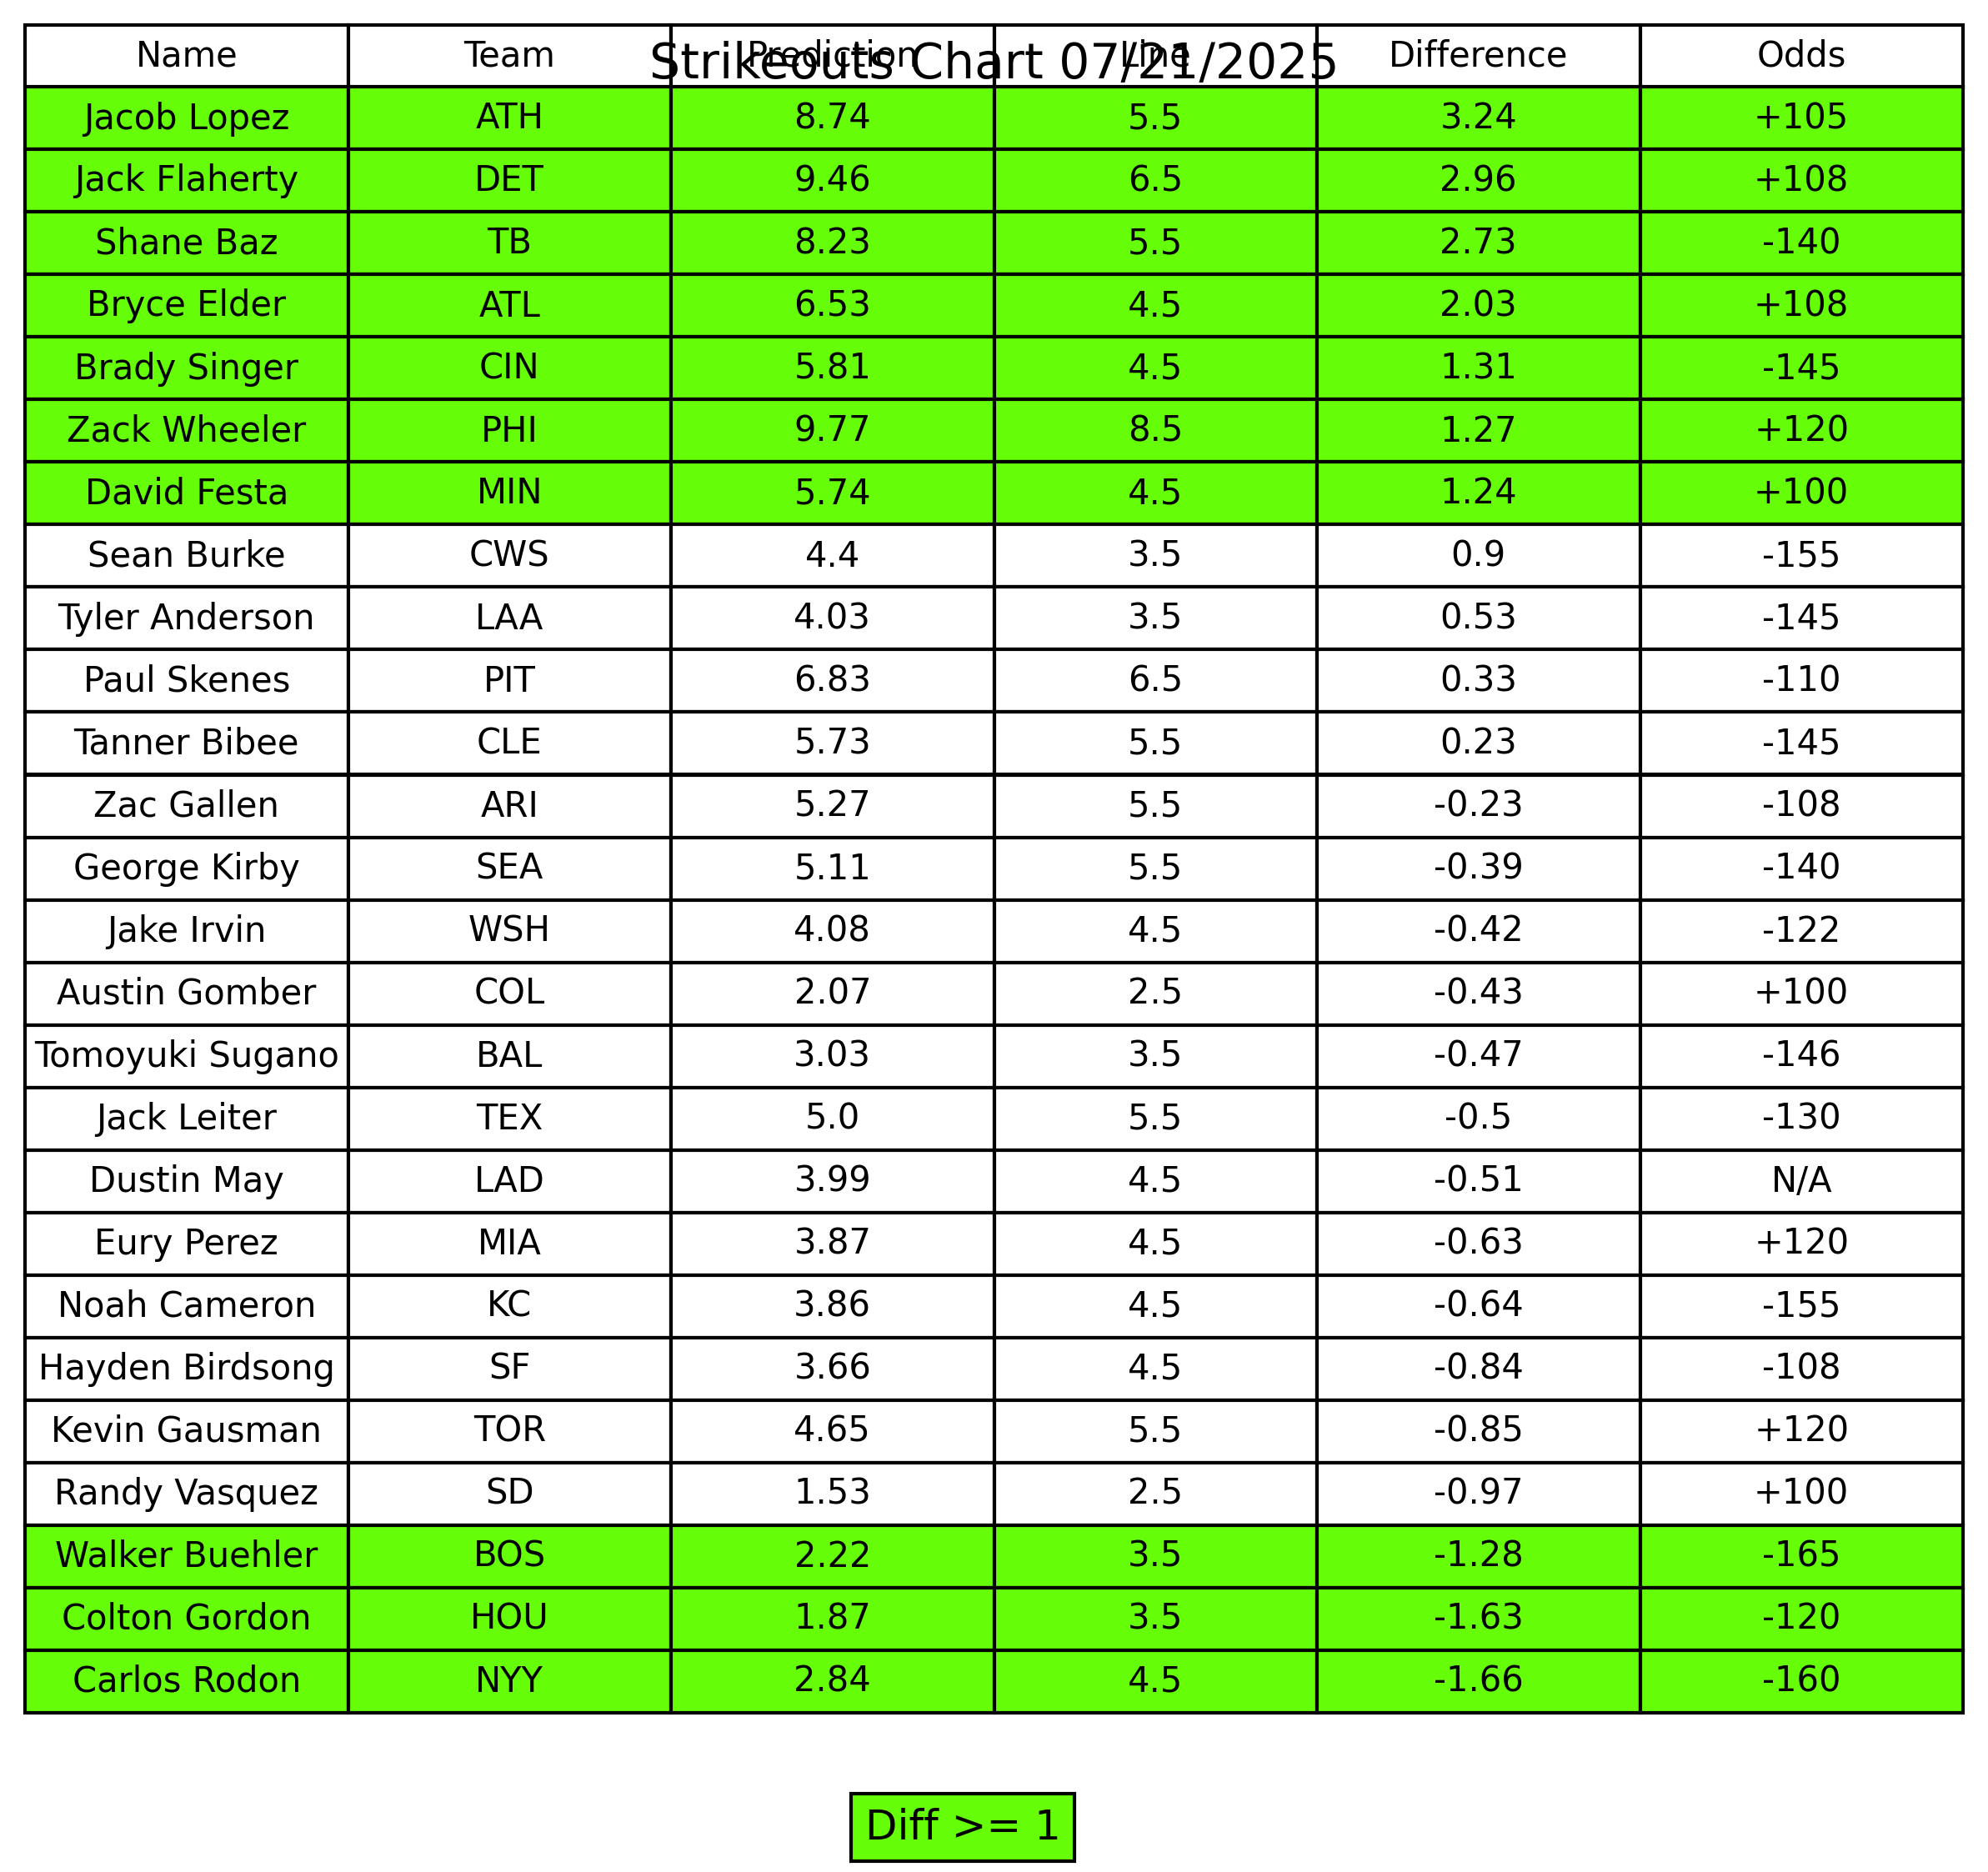 Strikeouts Chart 07/21/2025
Name Team Prediction Line Difference Odds
Jacob Lopez ATH 8.74 5.5 3.24 +105
Jack Flaherty DET 9.46 6.5 2.96 +108
Shane Baz TB 8.23 5.5 2.73 -140
Bryce Elder ATL 6.53 4.5 2.03 +108
Brady Singer CIN 5.81 4.5 1.31 -145
Zack Wheeler PHI 9.77 8.5 1.27 +120
David Festa MIN 5.74 4.5 1.24 +100
Sean Burke CWS 4.4 3.5 0.9 -155
Tyler Anderson LAA 4.03 3.5 0.53 -145
Paul Skenes PIT 6.83 6.5 0.33 -110
Tanner Bibee CLE 5.73 5.5 0.23 -145
Zac Gallen ARI 5.27 5.5 -0.23 -108
George Kirby SEA 5.11 5.5 -0.39 -140
Jake Irvin WSH 4.08 4.5 -0.42 -122
Austin Gomber COL 2.07 2.5 -0.43 +100
Tomoyuki Sugano BAL 3.03 3.5 -0.47 -146
Jack Leiter TEX 5.0 5.5 -0.5 -130
Dustin May LAD 3.99 4.5 -0.51 N/A
Eury Perez MIA 3.87 4.5 -0.63 +120
Noah Cameron KC 3.86 4.5 -0.64 -155
Hayden Birdsong SF 3.66 4.5 -0.84 -108
Kevin Gausman TOR 4.65 5.5 -0.85 +120
Randy Vasquez SD 1.53 2.5 -0.97 +100
Walker Buehler BOS 2.22 3.5 -1.28 -165
Colton Gordon HOU 1.87 3.5 -1.63 -120
Carlos Rodon NYY 2.84 4.5 -1.66 -160
Diff >= 1